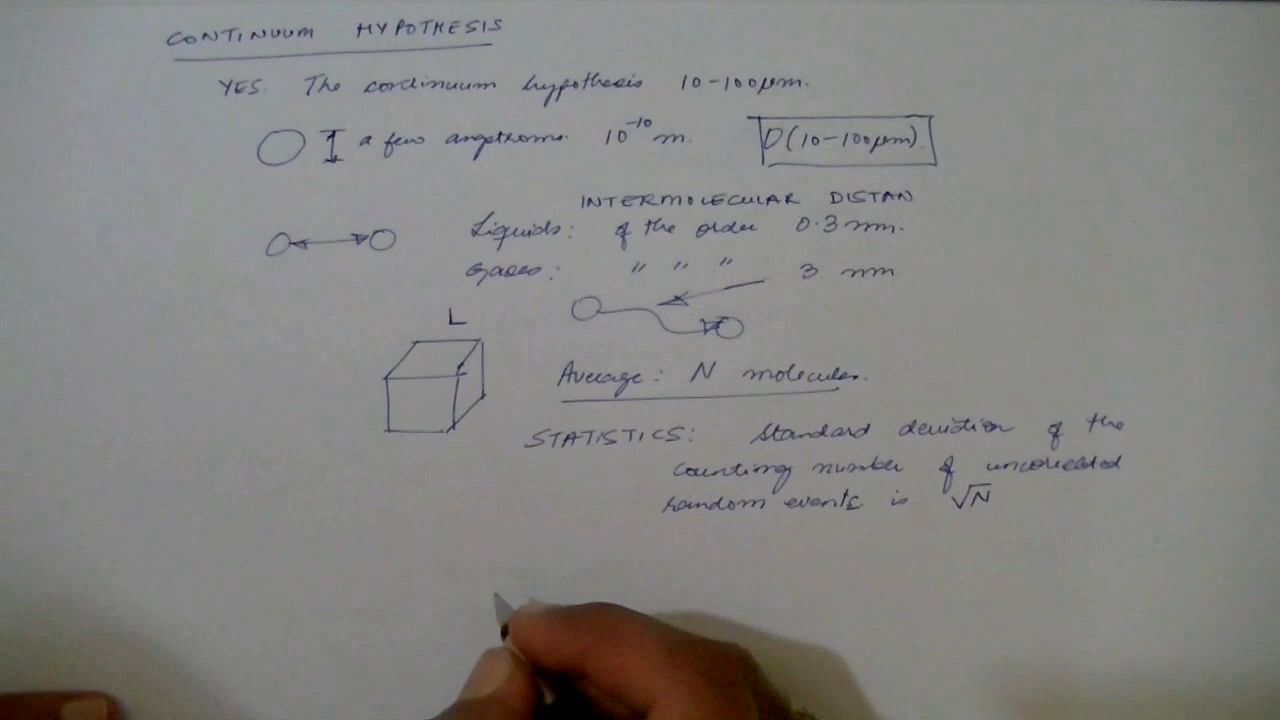 CONTINUUM HYPOTHESIS
YES. The continuum hypothesis 10-100μm.
a few angsthoms. 10⁻¹⁰ m. O(10-100μm).
INTERMOLECULAR DISTAN
Liquids: of the order 0.3 nm.
Gases: " " " 3 nm
L
Average: N molecules.
STATISTICS: Standard deviation of the
counting number of uncorrelated
random events is √N